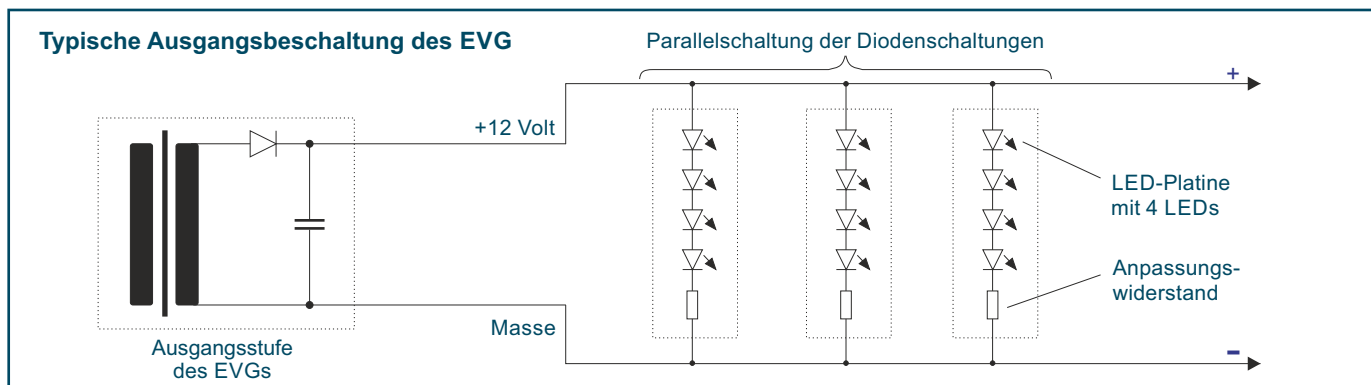 Typische Ausgangsbeschaltung des EVG
Parallelschaltung der Diodenschaltungen
+
+12 Volt
LED-Platine
mit 4 LEDs
Anpassungs-
widerstand
Masse
Ausgangsstufe
des EVGs
−